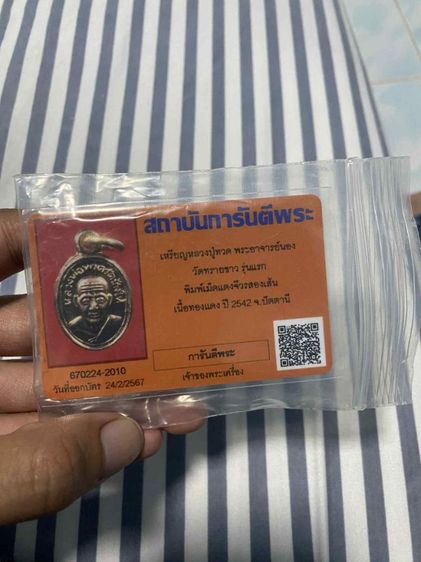 สถาบันการันตีพระ
เหรียญหลวงปู่ทวด พระอาจารย์นอง
วัดทรายขาว รุ่นแรก
พิมพ์เม็ดแตงจีวรสองเส้น
เนื้อทองแดง ปี 2542 จ.ปัตตานี
การันตีพระ
เจ้าของพระเครื่อง
670224-2010
วันที่ออกบัตร 24/2/2567